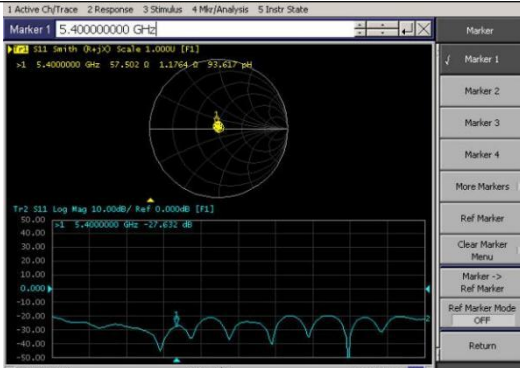 1 Active Ch/Trace 2 Response 3 Stimulus 4 Mkr/Analysis 5 Instr State
Marker 1 5.400000000 GHz
Marker
Tr1 S11 Smith (R+jX) Scale 1.000U [F1]
>1 5.4000000 GHz 57.502 Ω 1.1764 Ω 93.617 pH
1
√ Marker 1
Marker 2
Marker 3
Marker 4
More Markers
Ref Marker
Clear Marker
Menu
Marker ->
Ref Marker
Ref Marker Mode
OFF
Return
Tr2 S11 Log Mag 10.00dB/ Ref 0.000dB [F1]
>1 5.4000000 GHz -27.632 dB
50.00
40.00
30.00
20.00
10.00
0.000
-10.00
-20.00
-30.00
-40.00
-50.00
1
2